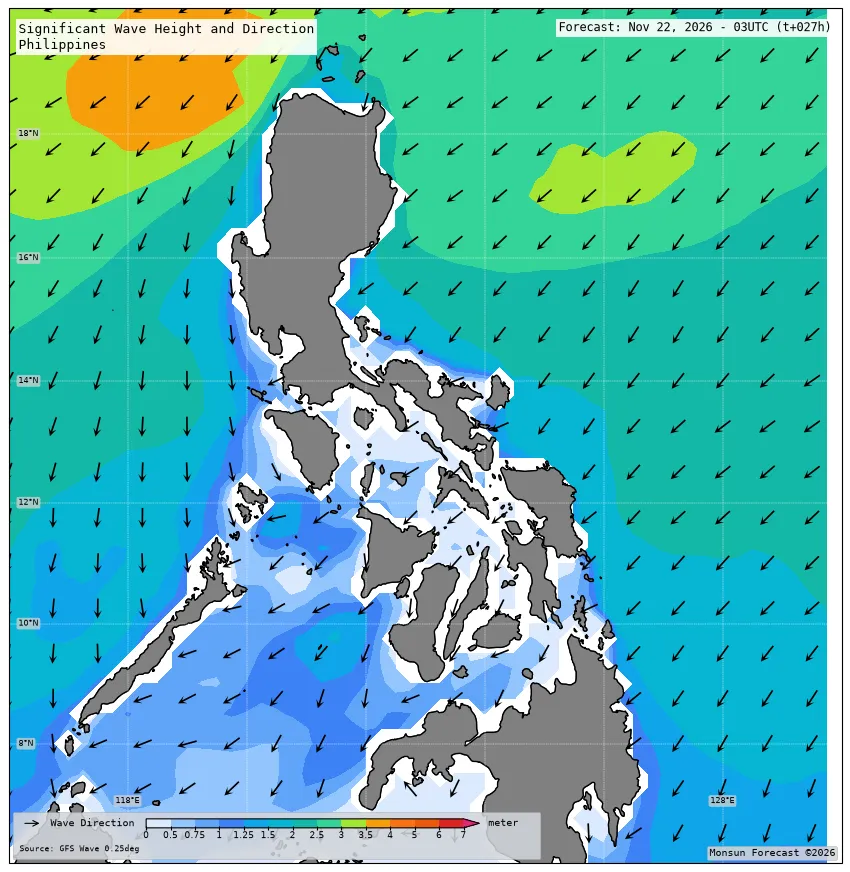 Significant Wave Height and Direction
Philippines
Forecast: Nov 22, 2026 - 03UTC (t+027h)
18°N
16°N
14°N
12°N
10°N
8°N
118°E
128°E
Wave Direction
meter
0 0.5 0.75 1 1.25 1.5 2 2.5 3 3.5 4 5 6 7
Source: GFS Wave 0.25deg
Monsun Forecast ©2026